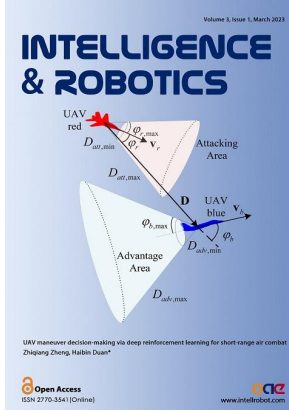 Volume 3, Issue 1, March 2023
INTELLIGENCE
& ROBOTICS
UAV
red
φr,max
φr
vr
Datt,min
Attacking
Area
Datt,max
D
UAV
blue
vb
φb,max
φb
Dadv,min
Advantage
Area
Dadv,max
UAV maneuver decision-making via deep reinforcement learning for short-range air combat
Zhiqiang Zheng, Haibin Duan*
Open Access
ISSN 2770-3541(Online)
oae
www.intellrobot.com